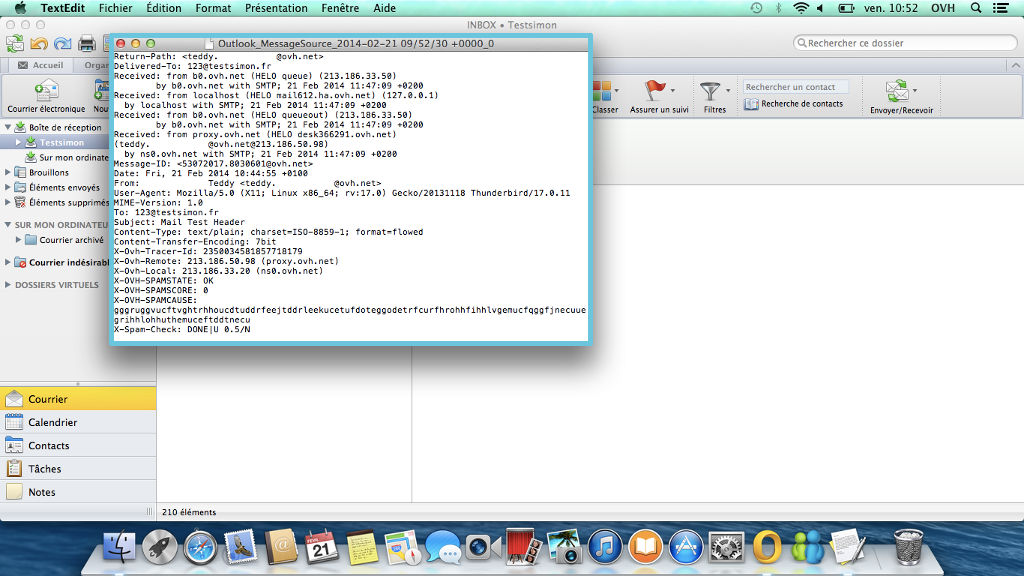 TextEdit Fichier Édition Format Présentation Fenêtre Aide ven. 10:52 OVH
INBOX • Testsimon
Rechercher ce dossier
Accueil Organ
Courrier électronique Nou
Classer Assurer un suivi Filtres
Rechercher un contact
Recherche de contacts
Envoyer/Recevoir
Boîte de réception
Testsimon
Sur mon ordinate
Brouillons
Éléments envoyés
Éléments supprimés
SUR MON ORDINATEU
Courrier archivé
Courrier indésirabl
DOSSIERS VIRTUELS
Outlook_MessageSource_2014-02-21 09/52/30 +0000_0
Return-Path: <teddy. @ovh.net>
Delivered-To: 123@testsimon.fr
Received: from b0.ovh.net (HELO queue) (213.186.33.50)
by b0.ovh.net with SMTP; 21 Feb 2014 11:47:09 +0200
Received: from localhost (HELO mail612.ha.ovh.net) (127.0.0.1)
by localhost with SMTP; 21 Feb 2014 11:47:09 +0200
Received: from b0.ovh.net (HELO queueout) (213.186.33.50)
by b0.ovh.net with SMTP; 21 Feb 2014 11:47:09 +0200
Received: from proxy.ovh.net (HELO desk366291.ovh.net)
(teddy. @ovh.net@213.186.50.98)
by ns0.ovh.net with SMTP; 21 Feb 2014 11:47:09 +0200
Message-ID: <53072017.8030601@ovh.net>
Date: Fri, 21 Feb 2014 10:44:55 +0100
From: Teddy <teddy. @ovh.net>
User-Agent: Mozilla/5.0 (X11; Linux x86_64; rv:17.0) Gecko/20131118 Thunderbird/17.0.11
MIME-Version: 1.0
To: 123@testsimon.fr
Subject: Mail Test Header
Content-Type: text/plain; charset=ISO-8859-1; format=flowed
Content-Transfer-Encoding: 7bit
X-Ovh-Tracer-Id: 2350034581857718179
X-Ovh-Remote: 213.186.50.98 (proxy.ovh.net)
X-Ovh-Local: 213.186.33.20 (ns0.ovh.net)
X-OVH-SPAMSTATE: OK
X-OVH-SPAMSCORE: 0
X-OVH-SPAMCAUSE:
gggruggvucftvghtrhhoucdtuddrfeejtddrleekucetufdoteggodetrfcurfhrohhfihhlvgemucfqggfjnecuue
grihhlohhuthemuceftddtnecu
X-Spam-Check: DONE|U 0.5/N
Courrier
Calendrier
Contacts
Tâches
Notes
210 éléments
21